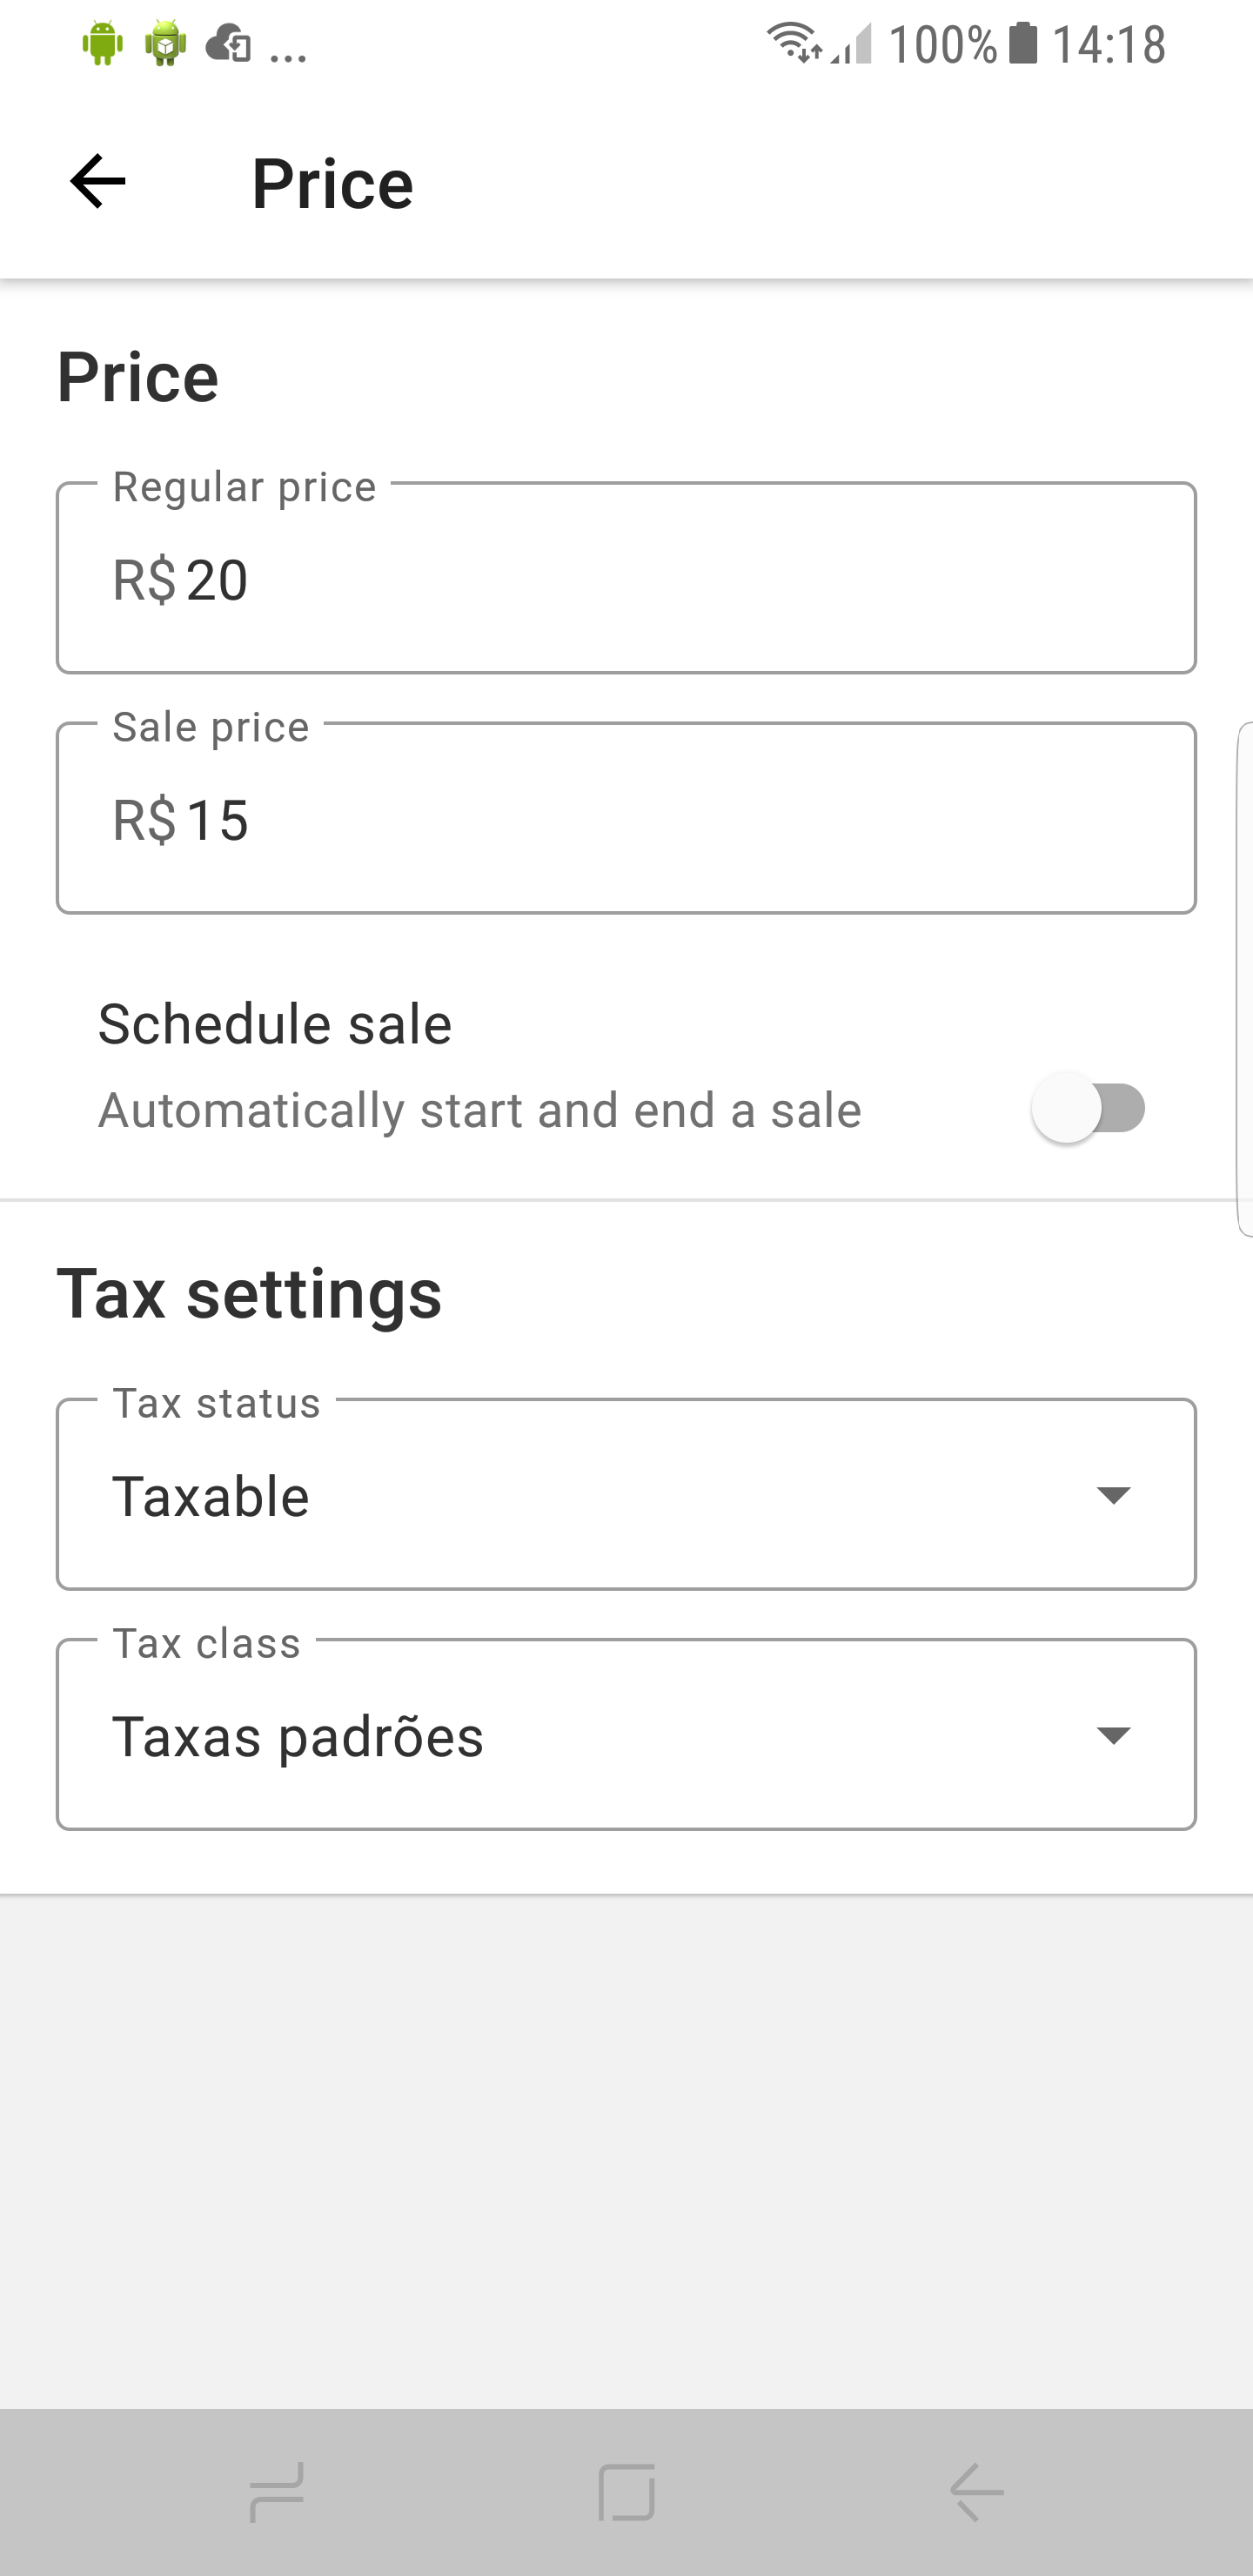 ... 100% 14:18
Price
Price
Regular price
R$ 20
Sale price
R$ 15
Schedule sale
Automatically start and end a sale
Tax settings
Tax status
Taxable
Tax class
Taxas padrões